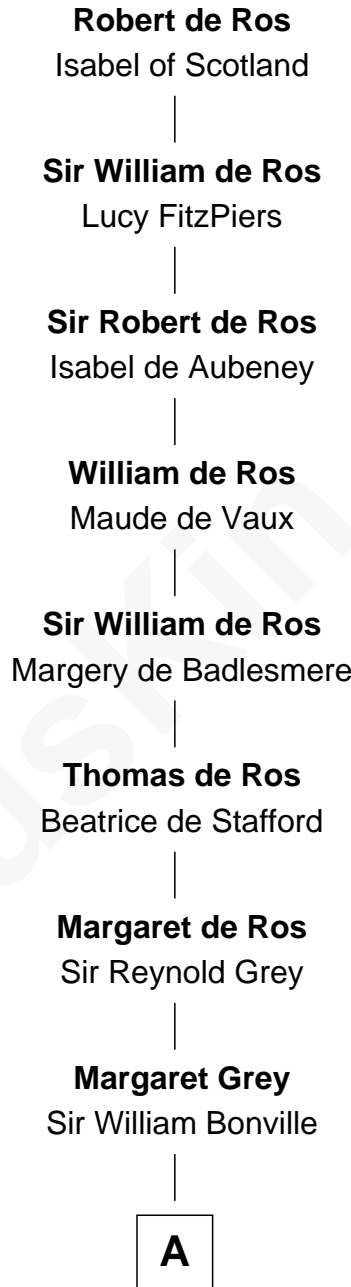 Robert de Ros
Isabel of Scotland
Sir William de Ros
Lucy FitzPiers
Sir Robert de Ros
Isabel de Aubeney
William de Ros
Maude de Vaux
Sir William de Ros
Margery de Badlesmere
Thomas de Ros
Beatrice de Stafford
Margaret de Ros
Sir Reynold Grey
Margaret Grey
Sir William Bonville
A